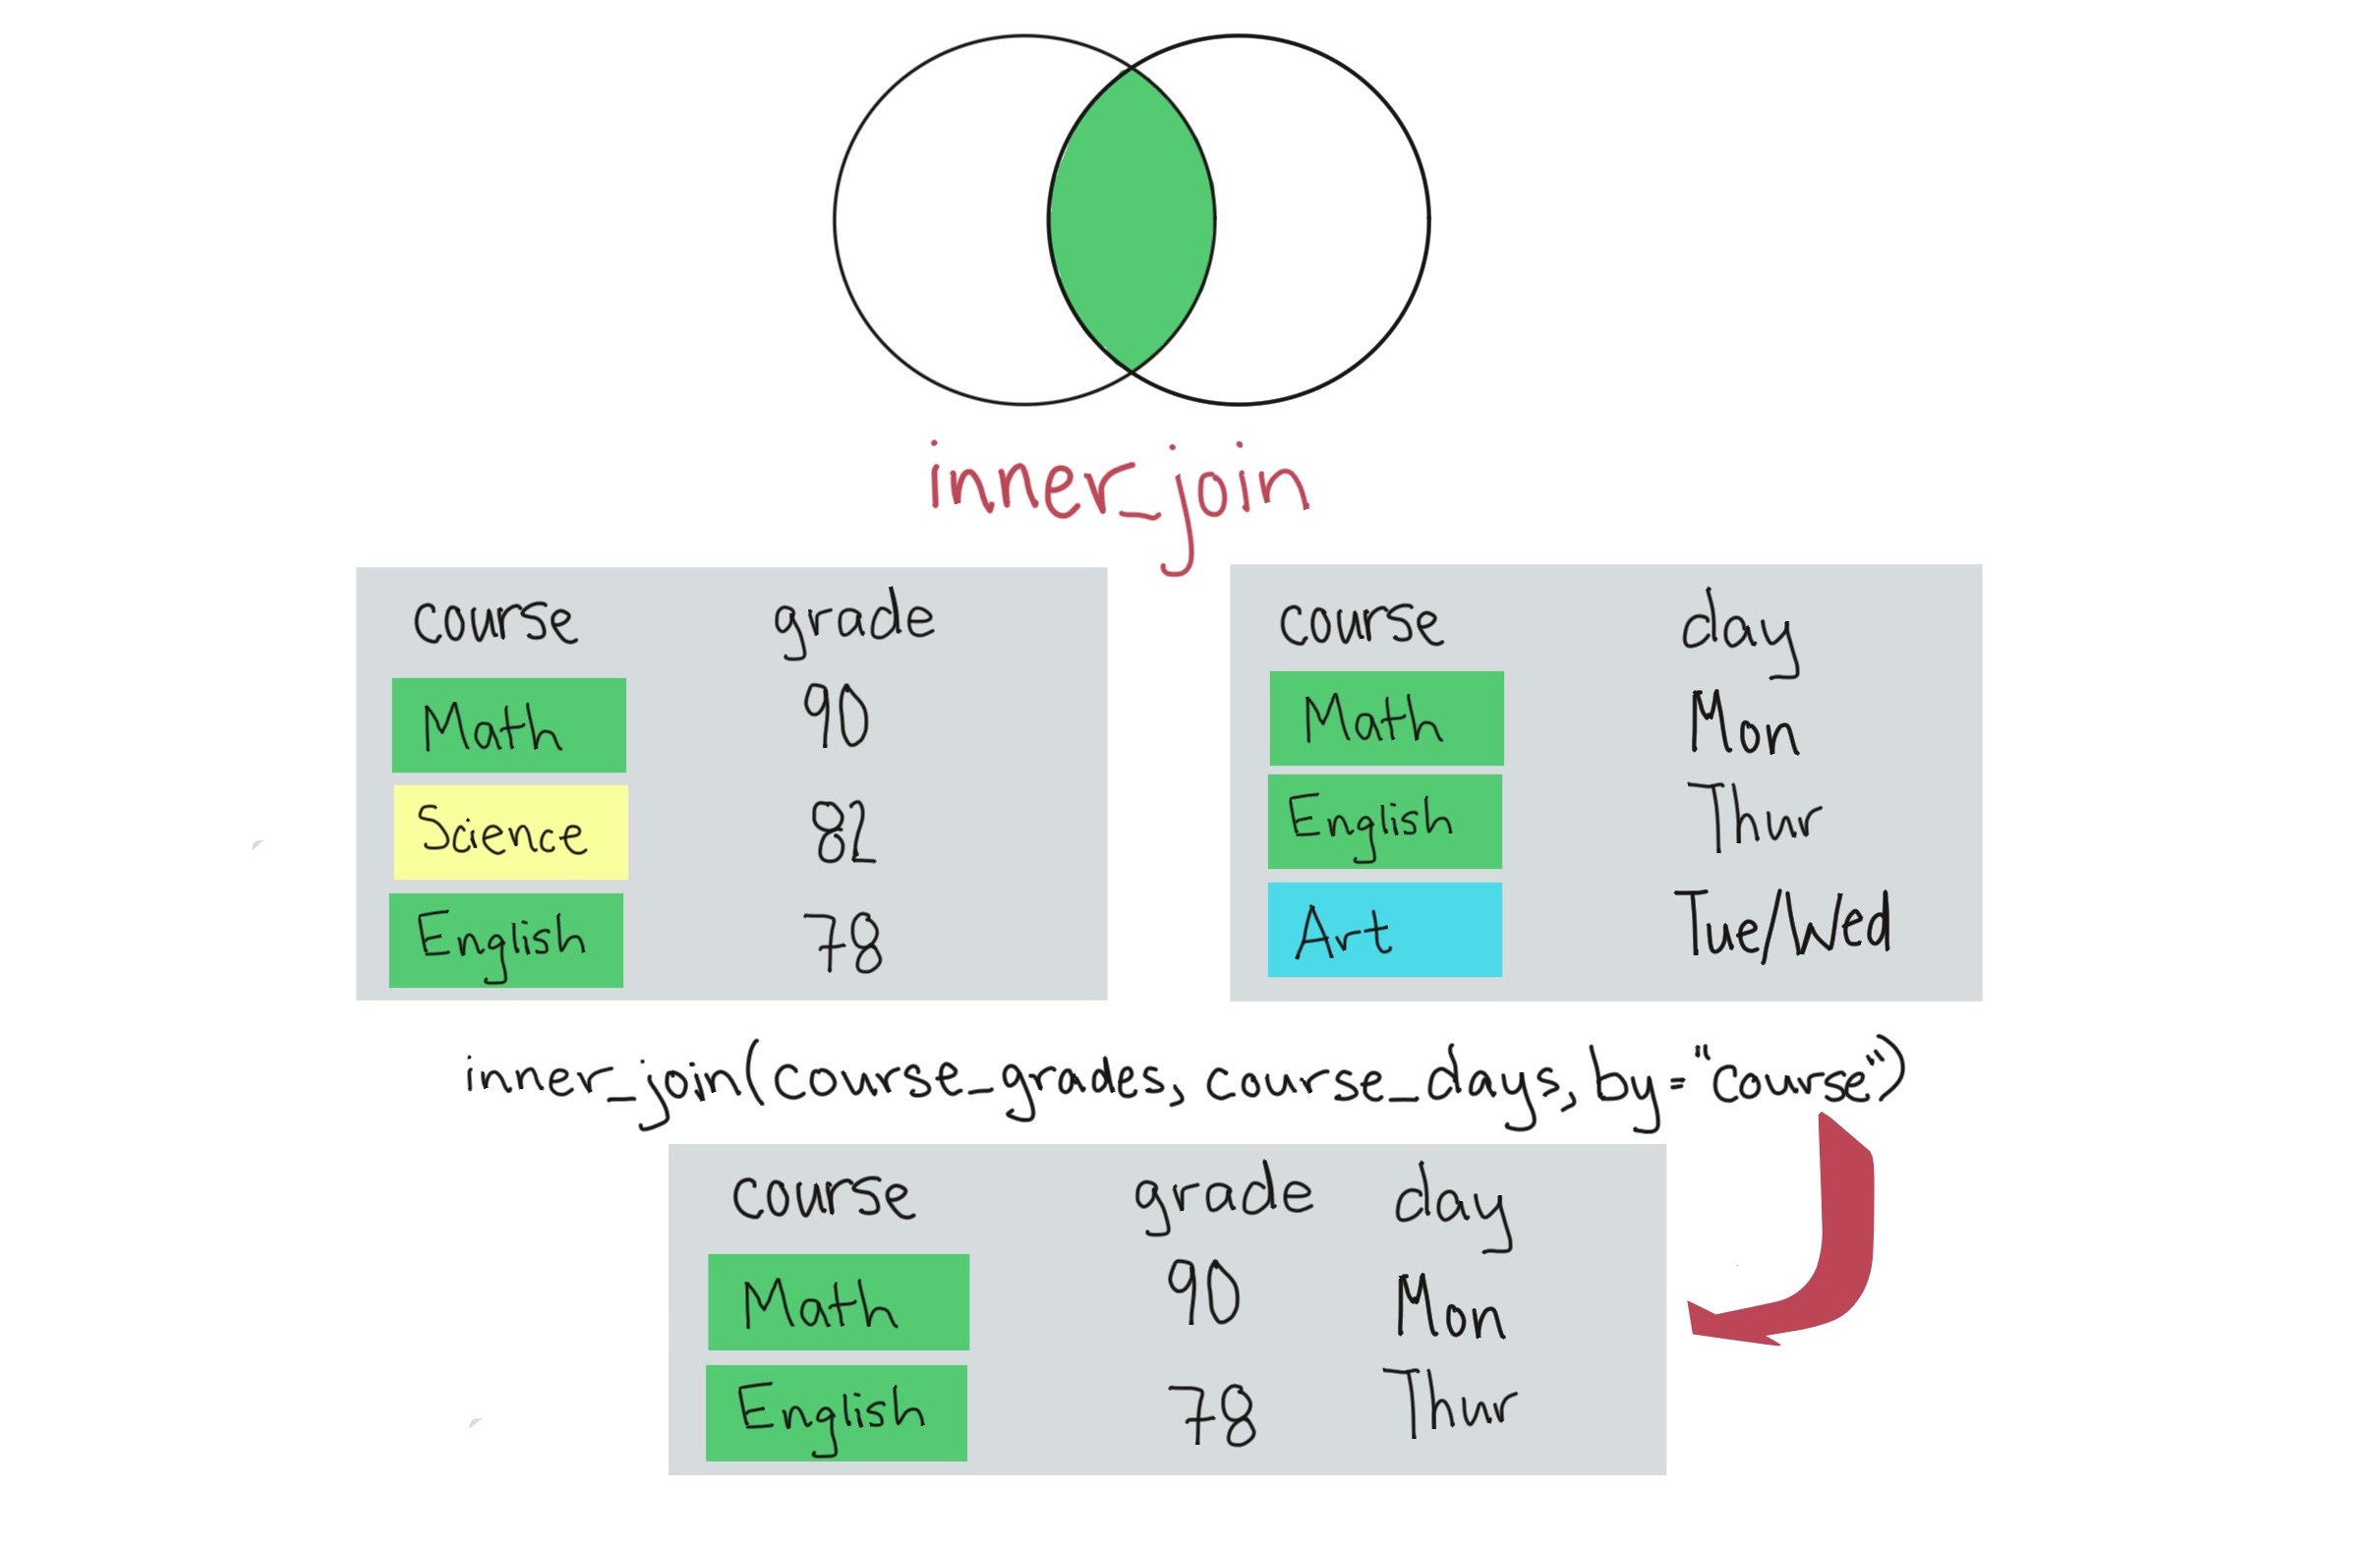 inner_join
course grade
Math 90
Science 82
English 78
course day
Math Mon
English Thur
Art Tue/Wed
inner_join(course_grades, course_days, by="course")
course grade day
Math 90 Mon
English 78 Thur